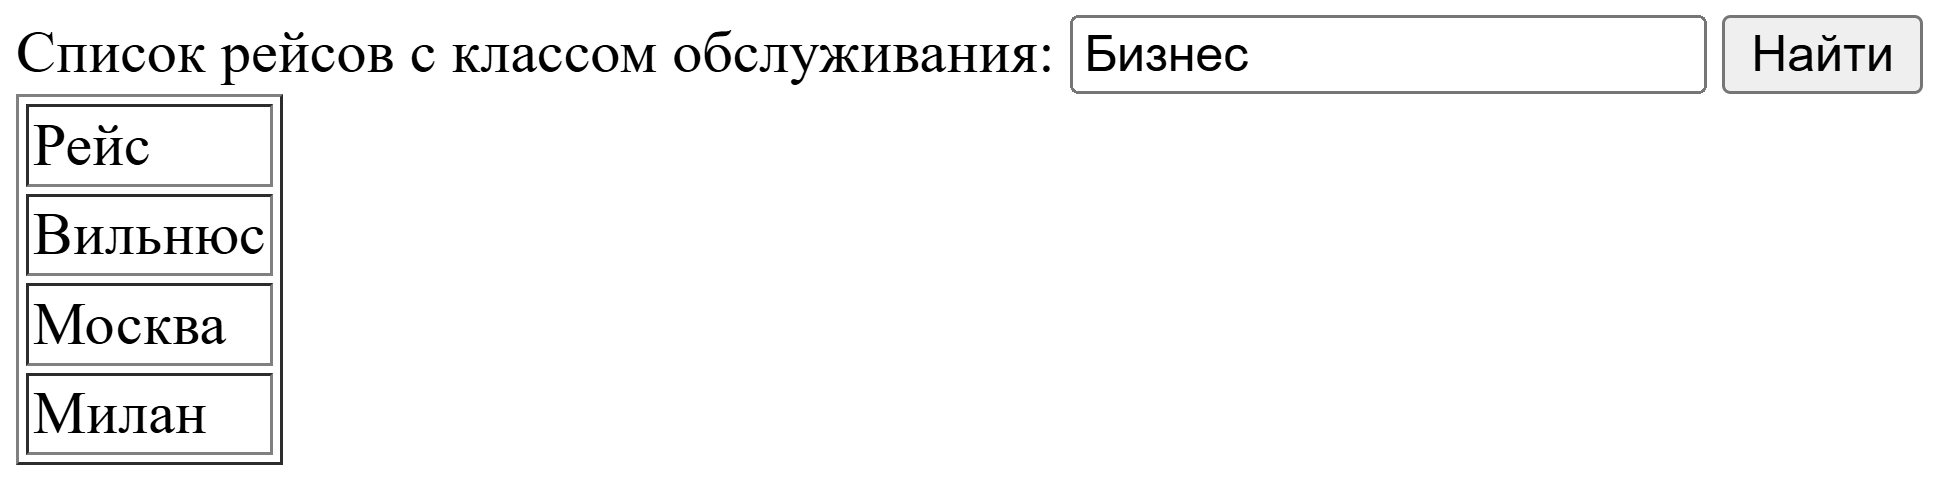 Список рейсов с классом обслуживания: Бизнес Найти
Рейс
Вильнюс
Москва
Милан